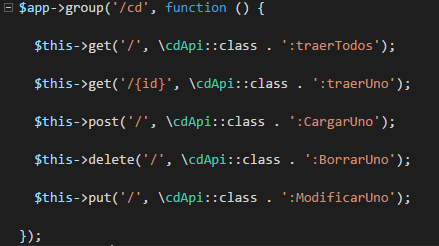 $app->group('/cd', function () {
$this->get('/', \cdApi::class . ':traerTodos');
$this->get('/{id}', \cdApi::class . ':traerUno');
$this->post('/', \cdApi::class . ':CargarUno');
$this->delete('/', \cdApi::class . ':BorrarUno');
$this->put('/', \cdApi::class . ':ModificarUno');
});